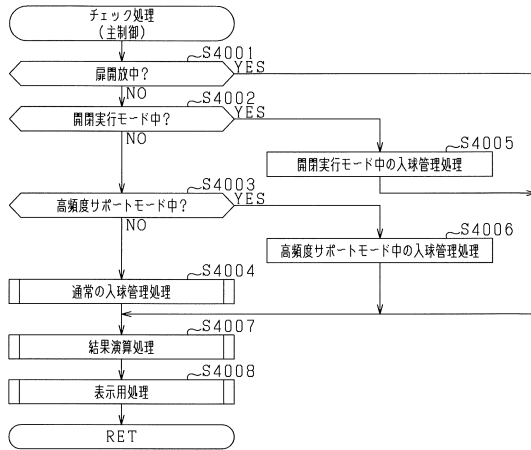 チェック処理
(主制御)
S4001
扉開放中?
YES
NO
S4002
開閉実行モード中?
YES
NO
S4005
開閉実行モード中の入球管理処理
S4003
高頻度サポートモード中?
YES
NO
S4006
高頻度サポートモード中の入球管理処理
S4004
通常の入球管理処理
S4007
結果演算処理
S4008
表示用処理
RET